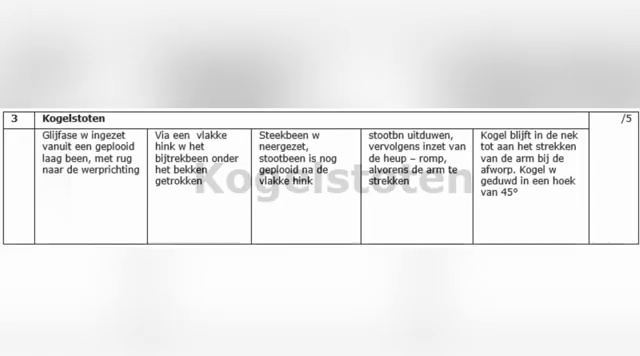 3 Kogelstoten /5
Glijfase w ingezet
vanuit een geplooid
laag been, met rug
naar de werprichting
Via een vlakke
hink w het
bijtrekbeen onder
het bekken
getrokken
Steekbeen w
neergezet,
stootbeen is nog
geplooid na de
vlakke hink
stootbn uitduwen,
vervolgens inzet van
de heup – romp,
alvorens de arm te
strekken
Kogel blijft in de nek
tot aan het strekken
van de arm bij de
afworp. Kogel w
geduwd in een hoek
van 45°
Kogelstoten